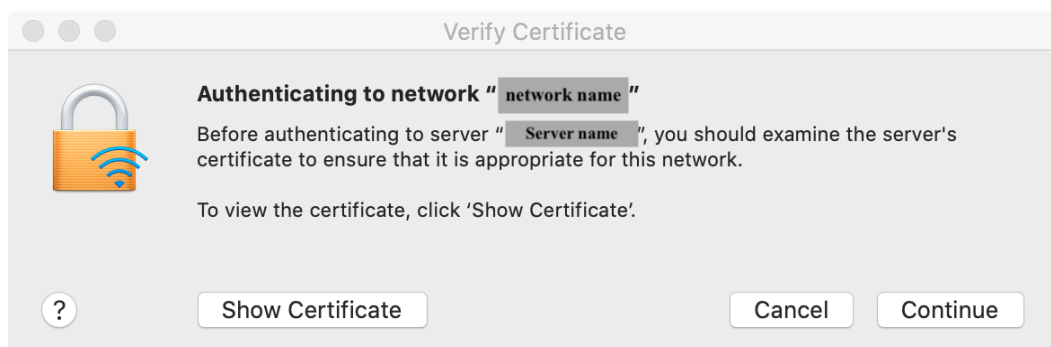 Verify Certificate
Authenticating to network “ network name ”
Before authenticating to server “ Server name ”, you should examine the server's
certificate to ensure that it is appropriate for this network.
To view the certificate, click ‘Show Certificate’.
? Show Certificate Cancel Continue